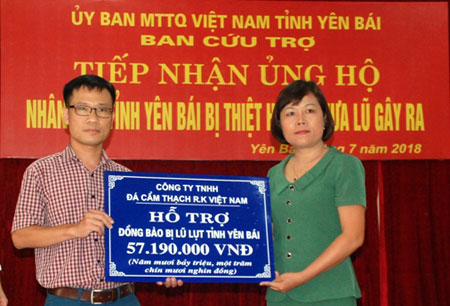 ỦY BAN MTTQ VIỆT NAM TỈNH YÊN BÁI
BAN CỨU TRỢ
TIẾP NHẬN ỦNG HỘ
NHÂN TỈNH YÊN BÁI BỊ THIỆT LŨ GÂY RA
Yên 7 năm 2018
CÔNG TY TNHH
ĐÁ CẨM THẠCH R.K VIỆT NAM
HỖ TRỢ
ĐỒNG BÀO BỊ LŨ LỤT TỈNH YÊN BÁI
57.190.000 VNĐ
(Năm mươi bảy triệu, một trăm
chín mươi nghìn đồng)